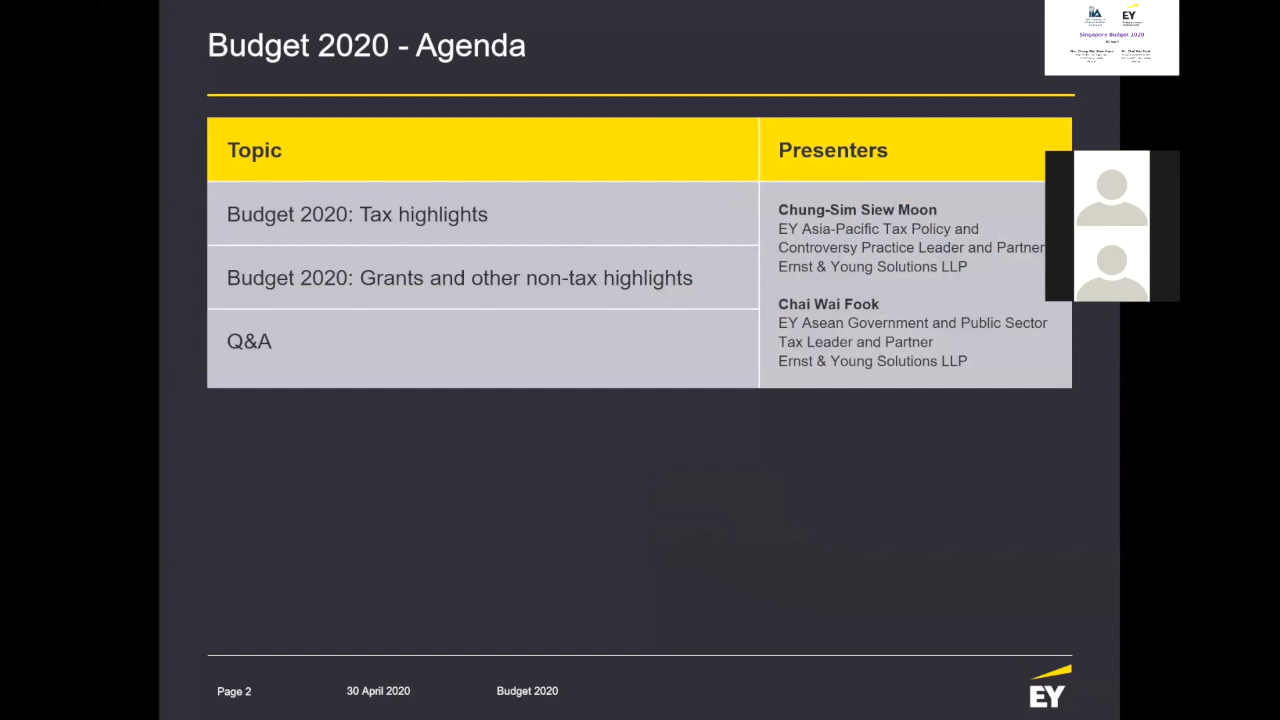 Budget 2020 - Agenda
EY
Singapore Budget 2020
Topic
Presenters
Budget 2020: Tax highlights
Budget 2020: Grants and other non-tax highlights
Q&A
Chung-Sim Siew Moon
EY Asia-Pacific Tax Policy and
Controversy Practice Leader and Partner
Ernst & Young Solutions LLP
Chai Wai Fook
EY Asean Government and Public Sector
Tax Leader and Partner
Ernst & Young Solutions LLP
Page 2
30 April 2020
Budget 2020
EY